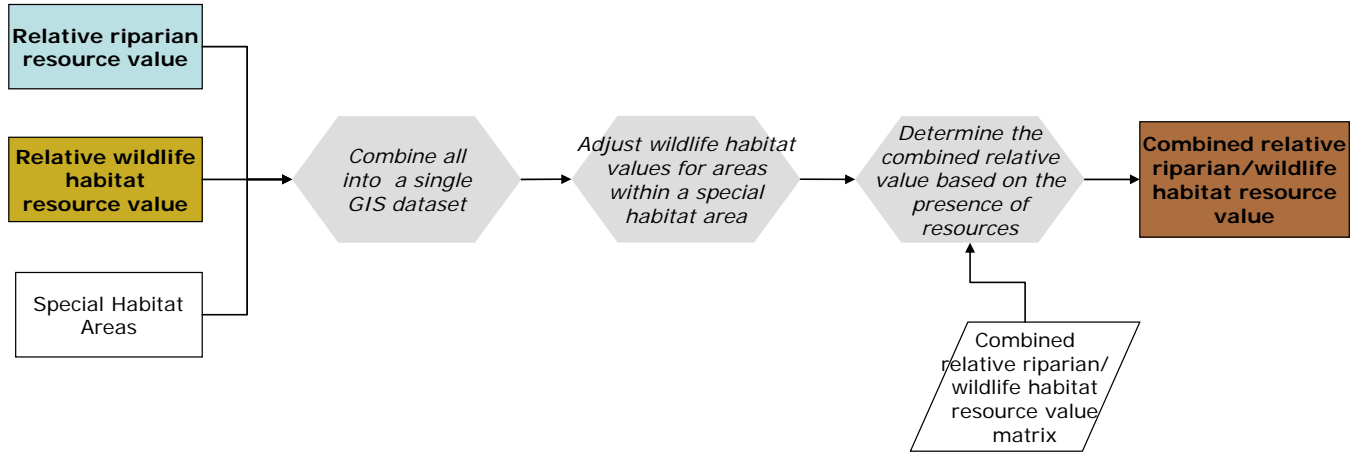 Relative riparian
resource value
Relative wildlife
habitat
resource value
Special Habitat
Areas
Combine all
into a single
GIS dataset
Adjust wildlife habitat
values for areas
within a special
habitat area
Determine the
combined relative
value based on the
presence of
resources
Combined relative
riparian/wildlife
habitat resource
value
Combined
relative riparian/
wildlife habitat
resource value
matrix